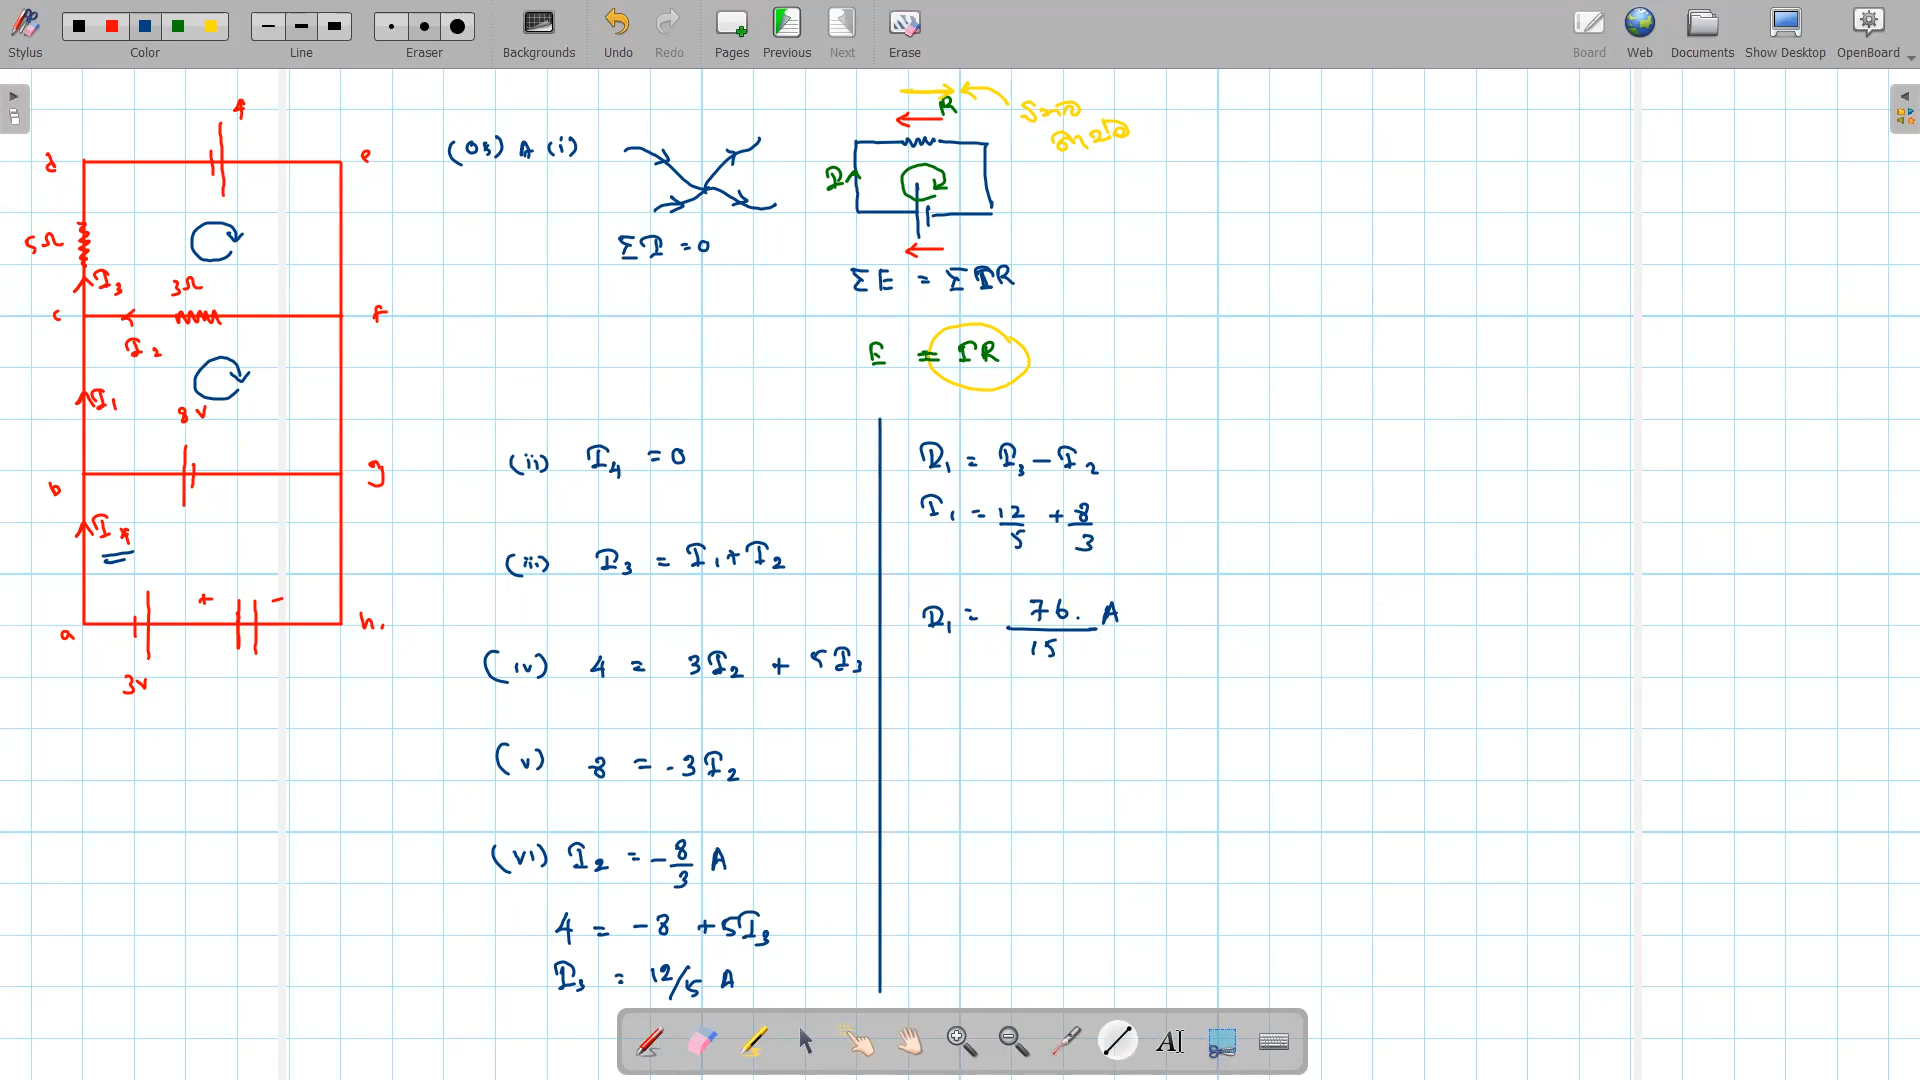 Stylus
Color
Line
Eraser
Backgrounds
Undo
Redo
Pages
Previous
Next
Erase
Board
Web
Documents
Show Desktop
OpenBoard
d
e
5Ω
I3
3Ω
c
f
I2
I1
8V
b
g
a
+
-
h.
3V
(05) A (i)
ΣI = 0
R
I
ΣE = ΣIR
E = IR
(ii) I4 = 0
(iii) I3 = I1 + I2
(iv) 4 = 3I2 + 5I3
(v) 8 = -3I2
(vi) I2 = -8/3 A
4 = -8 + 5I3
I3 = 12/5 A
I1 = I3 - I2
I1 = 12/5 + 8/3
I1 = 76/15 A